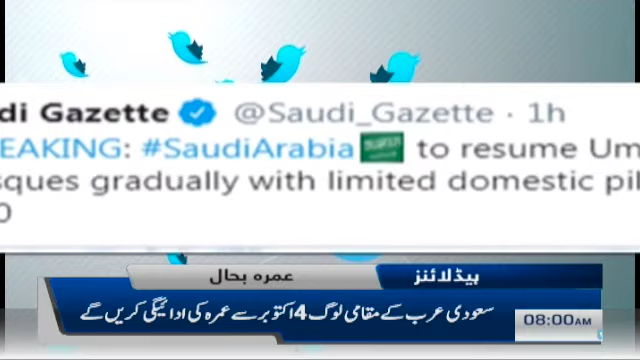 di Gazette @Saudi_Gazette · 1h
EAKING: #SaudiArabia to resume Um
sques gradually with limited domestic pil
0
عمرہ بحال
ہیڈلائنز
سعودی عرب کے مقامی لوگ 4 اکتوبر سے عمرہ کی ادائیگی کریں گے
08:00AM